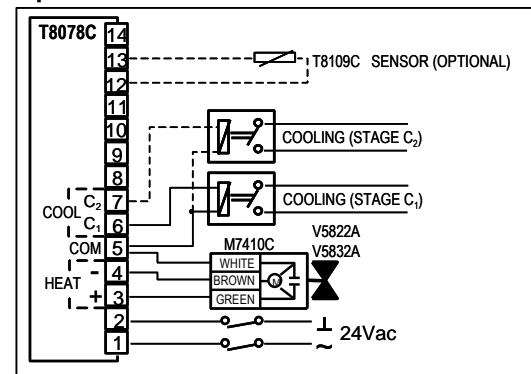 T8078C
14
13
12
11
10
9
8
7
6
5
4
3
2
1
COOL
C₂
C₁
COM
HEAT
-
+
T8109C SENSOR (OPTIONAL)
COOLING (STAGE C₂)
COOLING (STAGE C₁)
M7410C
WHITE
BROWN
GREEN
M
V5822A
V5832A
24Vac
~